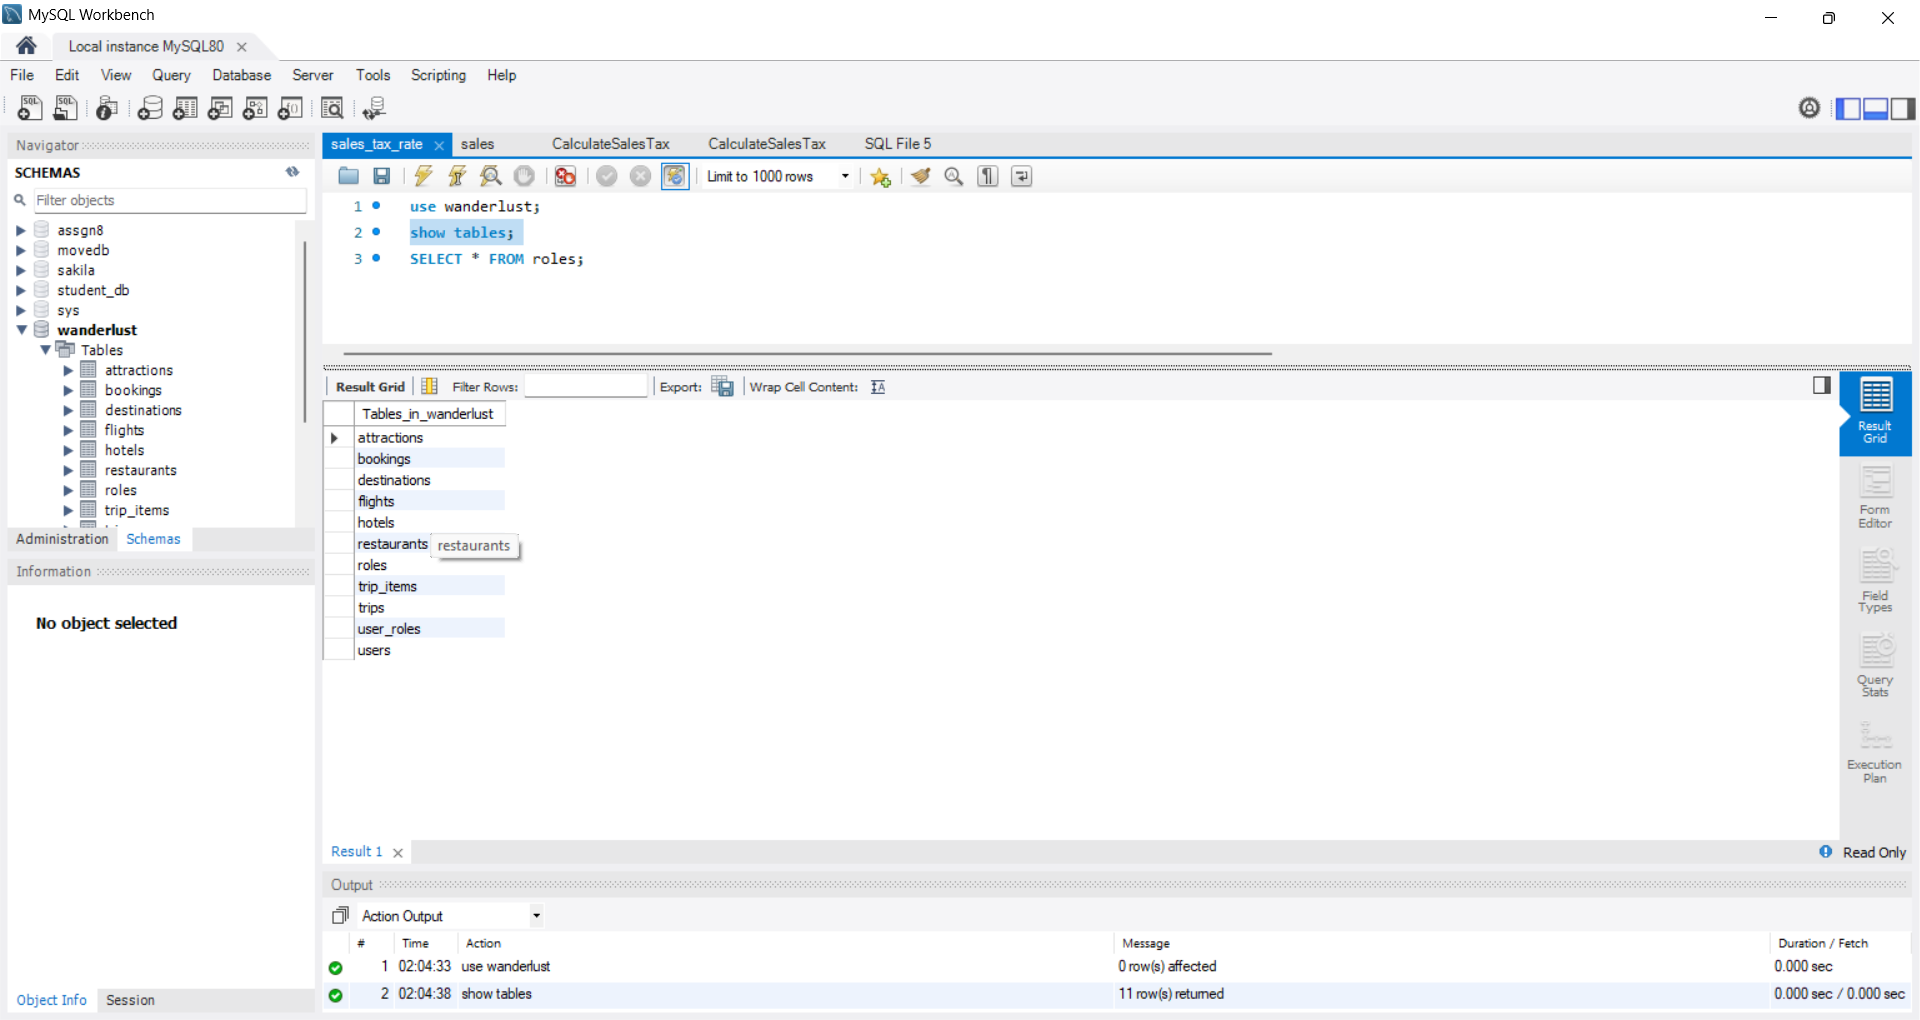 MySQL Workbench
Local instance MySQL80
File Edit View Query Database Server Tools Scripting Help
Navigator
SCHEMAS
Filter objects
assgn8
movedb
sakila
student_db
sys
wanderlust
Tables
attractions
bookings
destinations
flights
hotels
restaurants
roles
trip_items
Administration Schemas
Information
No object selected
Object Info Session
sales_tax_rate sales CalculateSalesTax CalculateSalesTax SQL File 5
Limit to 1000 rows
1 use wanderlust;
2 show tables;
3 SELECT * FROM roles;
Result Grid Filter Rows: Export: Wrap Cell Content:
Tables_in_wanderlust
attractions
bookings
destinations
flights
hotels
restaurants restaurants
roles
trip_items
trips
user_roles
users
Result
Grid
Form
Editor
Field
Types
Query
Stats
Execution
Plan
Result 1 Read Only
Output
Action Output
# Time Action Message Duration / Fetch
1 02:04:33 use wanderlust 0 row(s) affected 0.000 sec
2 02:04:38 show tables 11 row(s) returned 0.000 sec / 0.000 sec